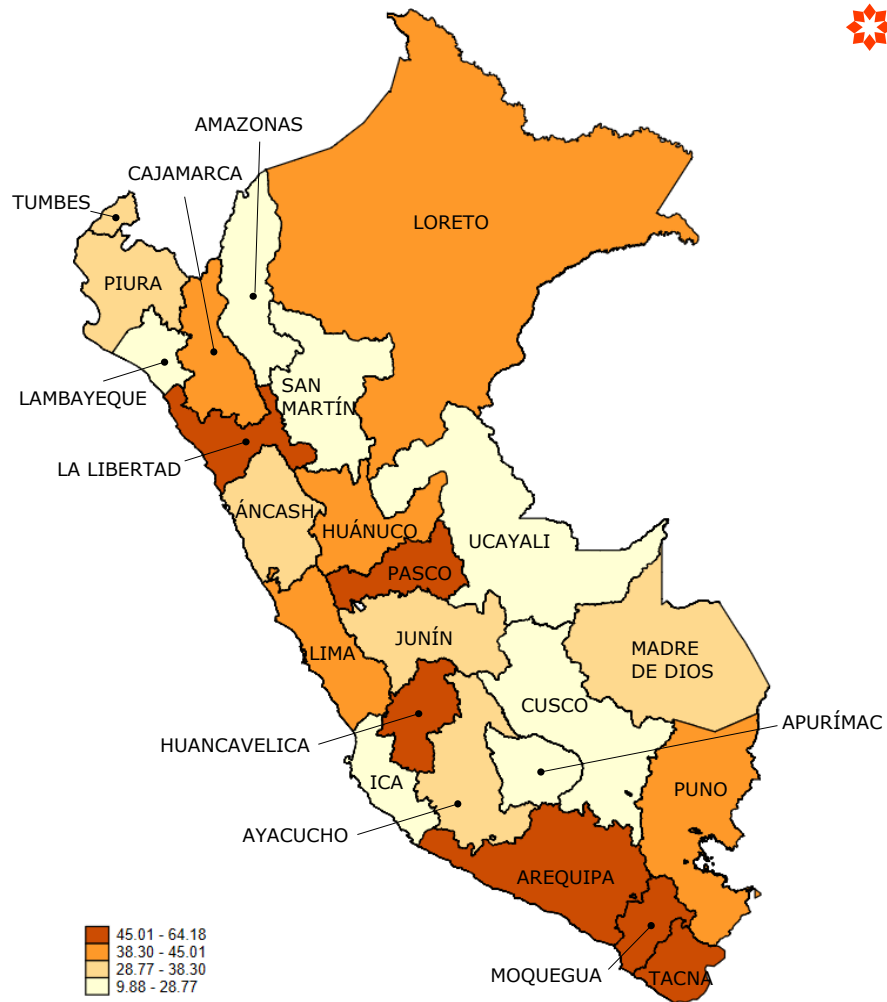 AMAZONAS
CAJAMARCA
TUMBES
LORETO
PIURA
SAN
MARTÍN
LAMBAYEQUE
LA LIBERTAD
ÁNCASH
HUÁNUCO
UCAYALI
PASCO
JUNÍN
LIMA
MADRE
DE DIOS
CUSCO
APURÍMAC
HUANCAVELICA
ICA
PUNO
AYACUCHO
AREQUIPA
MOQUEGUA
TACNA
45.01 - 64.18
38.30 - 45.01
28.77 - 38.30
9.88 - 28.77